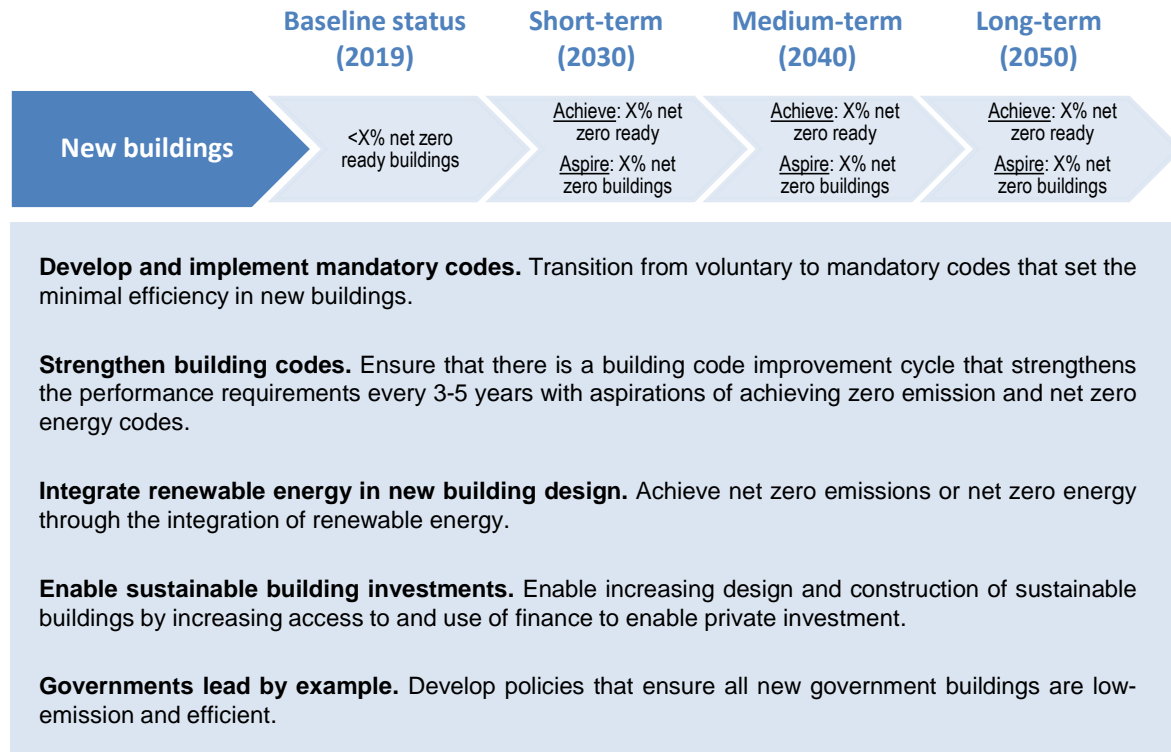 Baseline status Short-term Medium-term Long-term
(2019) (2030) (2040) (2050)
New buildings
<X% net zero
ready buildings
Achieve: X% net
zero ready
Aspire: X% net
zero buildings
Achieve: X% net
zero ready
Aspire: X% net
zero buildings
Achieve: X% net
zero ready
Aspire: X% net
zero buildings
Develop and implement mandatory codes. Transition from voluntary to mandatory codes that set the
minimal efficiency in new buildings.
Strengthen building codes. Ensure that there is a building code improvement cycle that strengthens
the performance requirements every 3-5 years with aspirations of achieving zero emission and net zero
energy codes.
Integrate renewable energy in new building design. Achieve net zero emissions or net zero energy
through the integration of renewable energy.
Enable sustainable building investments. Enable increasing design and construction of sustainable
buildings by increasing access to and use of finance to enable private investment.
Governments lead by example. Develop policies that ensure all new government buildings are low-
emission and efficient.